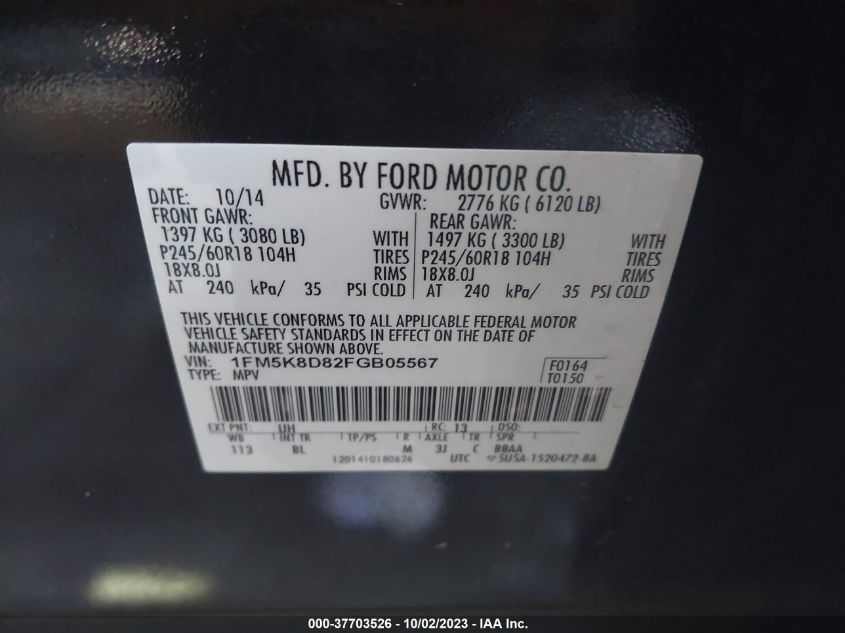 MFD. BY FORD MOTOR CO.
DATE: 10/14 GVWR: 2776 KG ( 6120 LB)
FRONT GAWR: REAR GAWR:
1397 KG ( 3080 LB) WITH 1497 KG ( 3300 LB) WITH
P245/60R18 104H TIRES P245/60R18 104H TIRES
18X8.0J RIMS 18X8.0J RIMS
AT 240 kPa/ 35 PSI COLD AT 240 kPa/ 35 PSI COLD
THIS VEHICLE CONFORMS TO ALL APPLICABLE FEDERAL MOTOR
VEHICLE SAFETY STANDARDS IN EFFECT ON THE DATE OF
MANUFACTURE SHOWN ABOVE.
VIN: 1FM5K8D82FGB05567 F0164
TYPE: MPV T0150
EXT PNT: UH RC: 13 DSO:
WB INT TR TP/PS R AXLE TR SPR
113 BL M 3J C BBAA
1201410180626 UTC 5U5A-1520472-BA
000-37703526 - 10/02/2023 - IAA Inc.